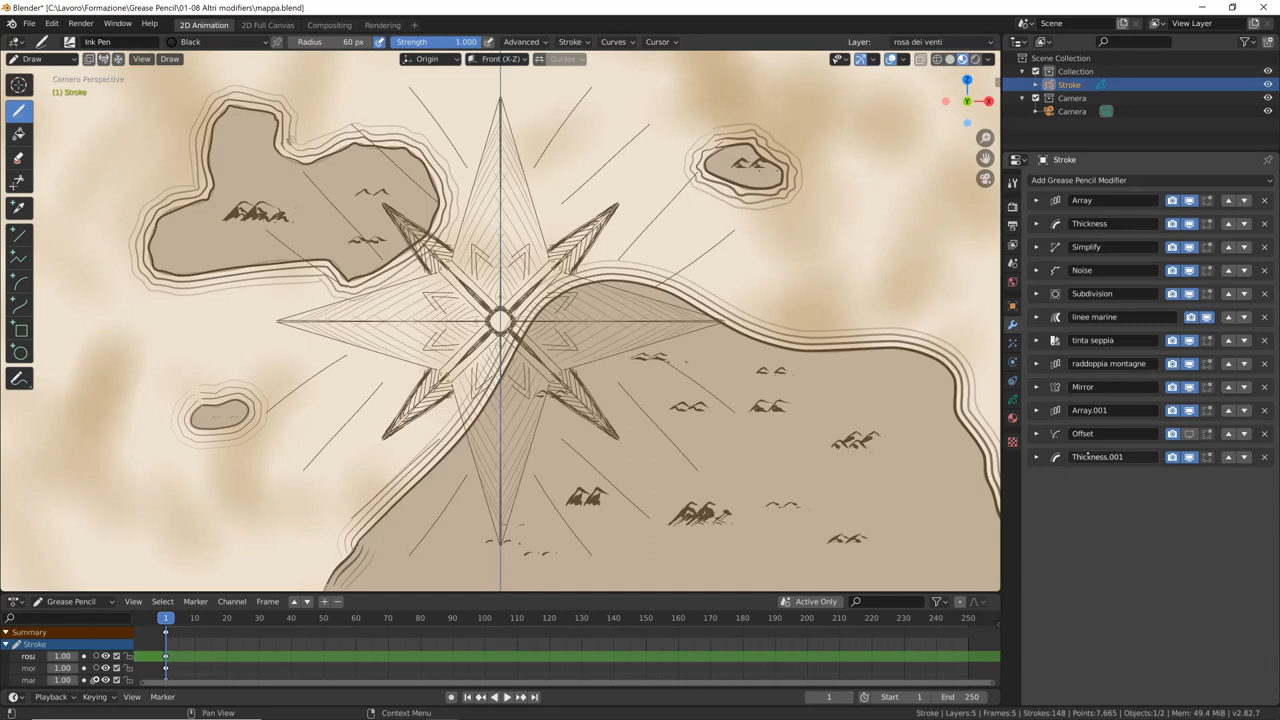 Blender* [C:\Lavoro\Formazione\Grease Pencil\01-08 Altri modifiers\mappa.blend]
File Edit Render Window Help 2D Animation 2D Full Canvas Compositing Rendering Scene View Layer
Ink Pen Black Radius 60 px Strength 1.000 Advanced Stroke Curves Cursor Layer: rosa dei venti
Draw View Draw Origin Front (X-Z) Guides
Camera Perspective
(1) Stroke
Z
Y
X
Scene Collection
Collection
Stroke
Camera
Camera
Stroke
Add Grease Pencil Modifier
Array
Thickness
Simplify
Noise
Subdivision
linee marine
tinta seppia
raddoppia montagne
Mirror
Array.001
Offset
Thickness.001
Grease Pencil View Select Marker Channel Frame Active Only
1 10 20 30 40 50 60 70 80 90 100 110 120 130 140 150 160 170 180 190 200 210 220 230 240 250
Summary
Stroke
rosa 1.00
mor 1.00
mar 1.00
Playback Keying View Marker 1 Start 1 End 250
Pan View Context Menu Stroke | Layers:5 | Frames:5 | Strokes:148 | Points:7,665 | Objects:1/2 | Mem: 49.4 MiB | v2.82.7